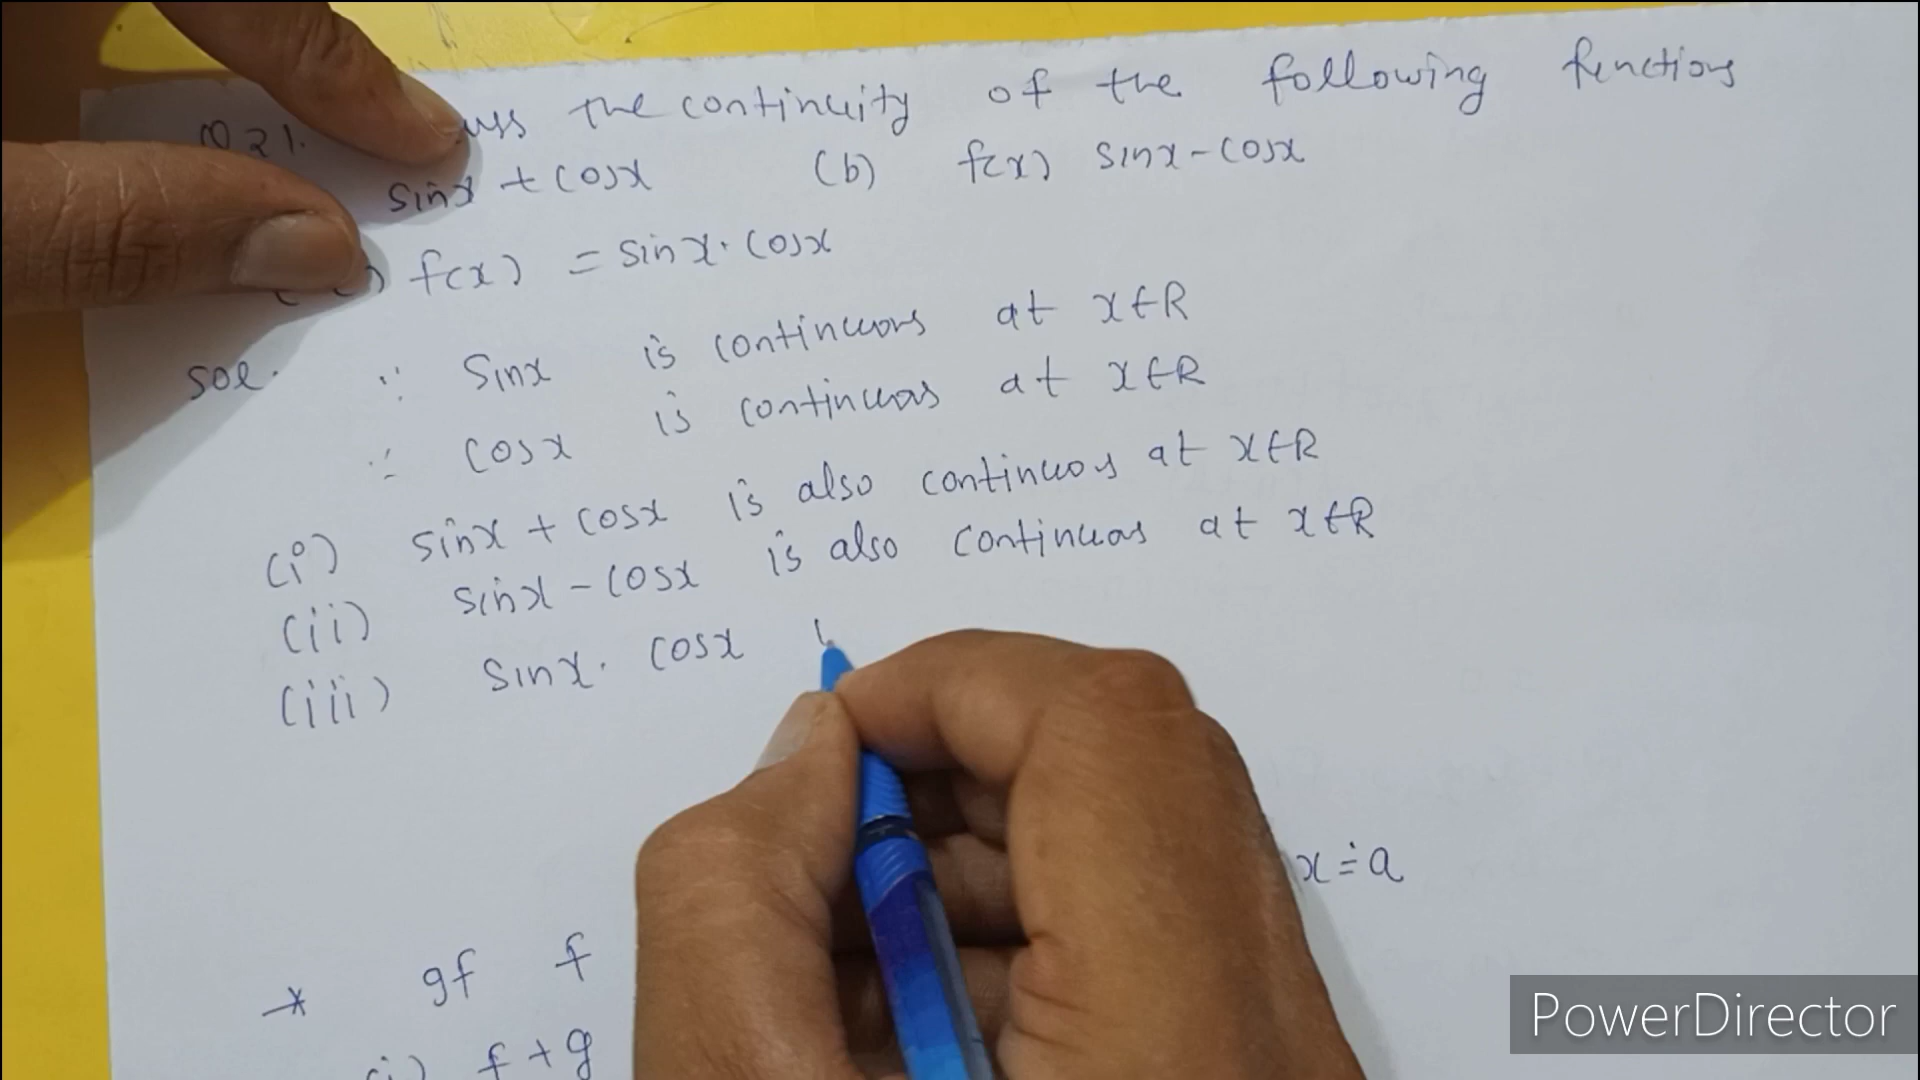 Q21. uss the continuity of the following functions
sinx + cosx (b) f(x) sinx - cosx
) f(x) = sinx · cosx
Sol. ∵ Sinx is continuous at x∈R
∵ cosx is continuous at x∈R
(i) sinx + cosx is also continuous at x∈R
(ii) sinx - cosx is also continuous at x∈R
(iii) sinx · cosx
x = a
* gf f
(i) f + g
PowerDirector